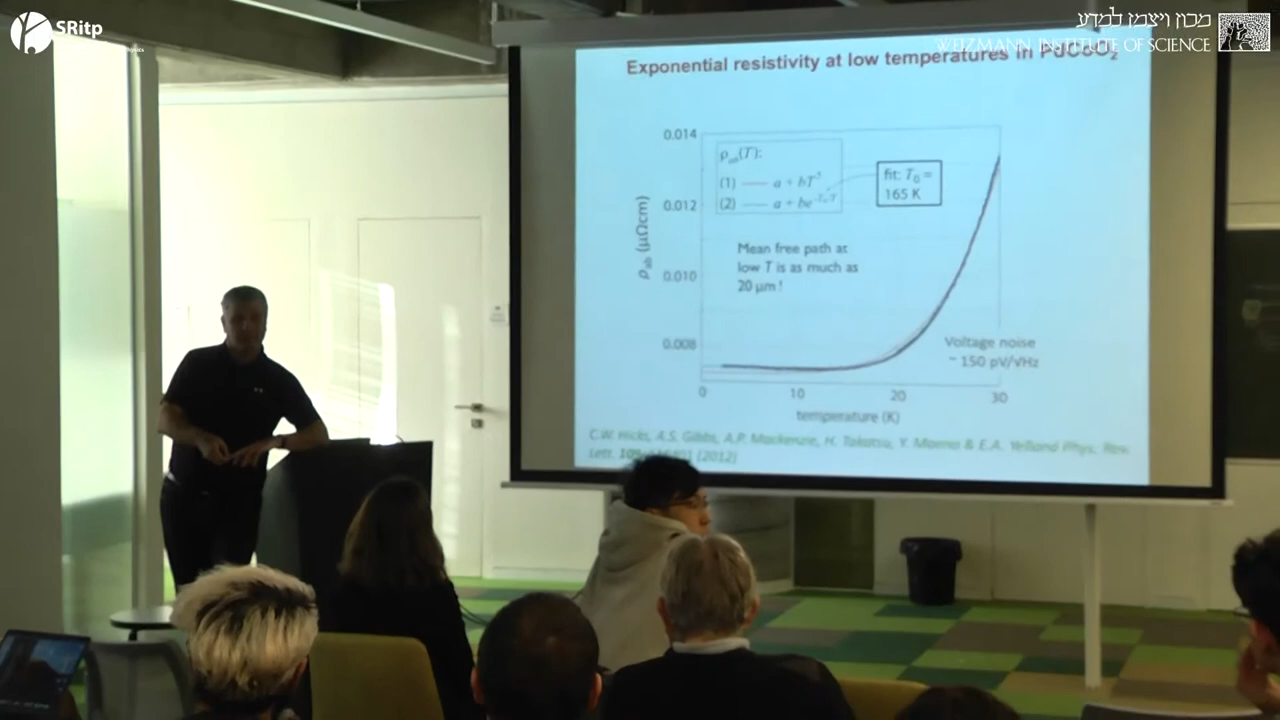 SRitp
מכון ויצמן למדע
WEIZMANN INSTITUTE OF SCIENCE
Exponential resistivity at low temperatures in PdCoO₂
0.014
0.012
0.010
0.008
ρab (μΩcm)
ρab(T):
(1) — a + bT⁵
(2) — a + be^-T₀/T
fit: T₀ =
165 K
Mean free path at
low T is as much as
20 μm !
Voltage noise
~ 150 pV/√Hz
0
10
20
30
temperature (K)
C.W. Hicks, A.S. Gibbs, A.P. Mackenzie, H. Takatsu, Y. Maeno & E.A. Yelland Phys. Rev.
Lett. 109, (2012)